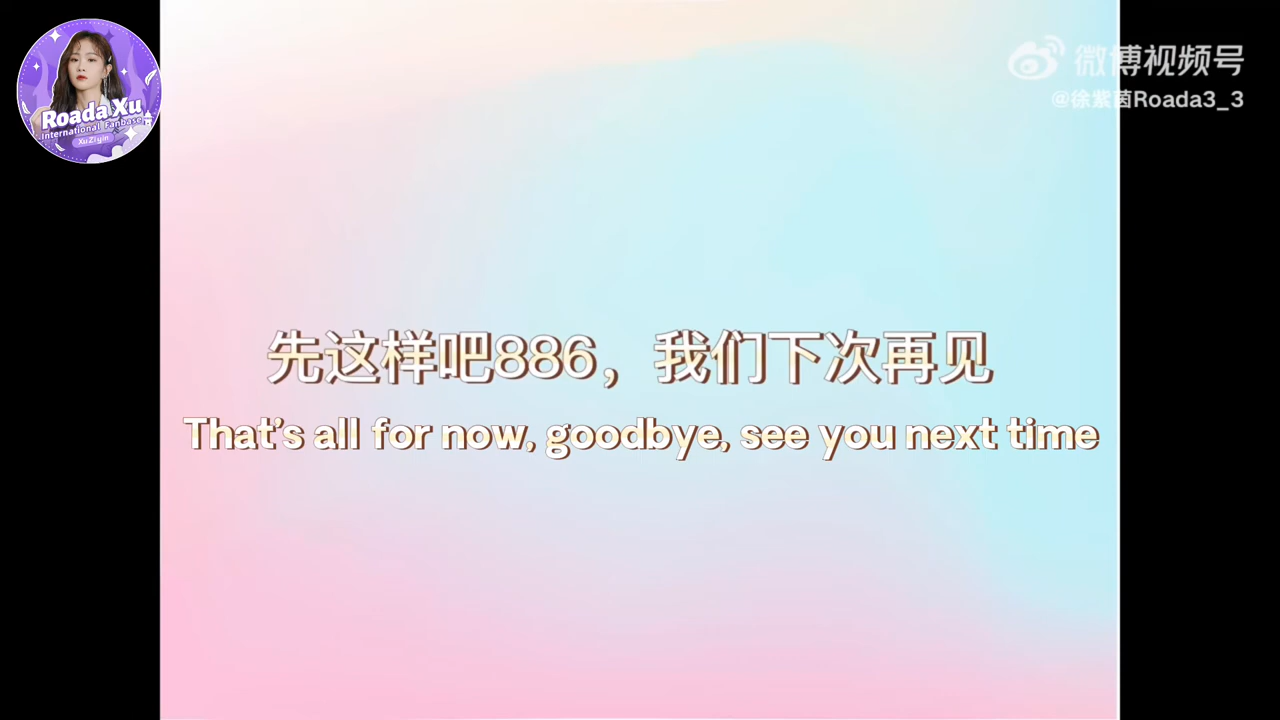 Roada Xu
International Fanbase
Xu Ziyin
微博视频号
@徐紫茵Roada3_3
先这样吧886，我们下次再见
That's all for now, goodbye, see you next time